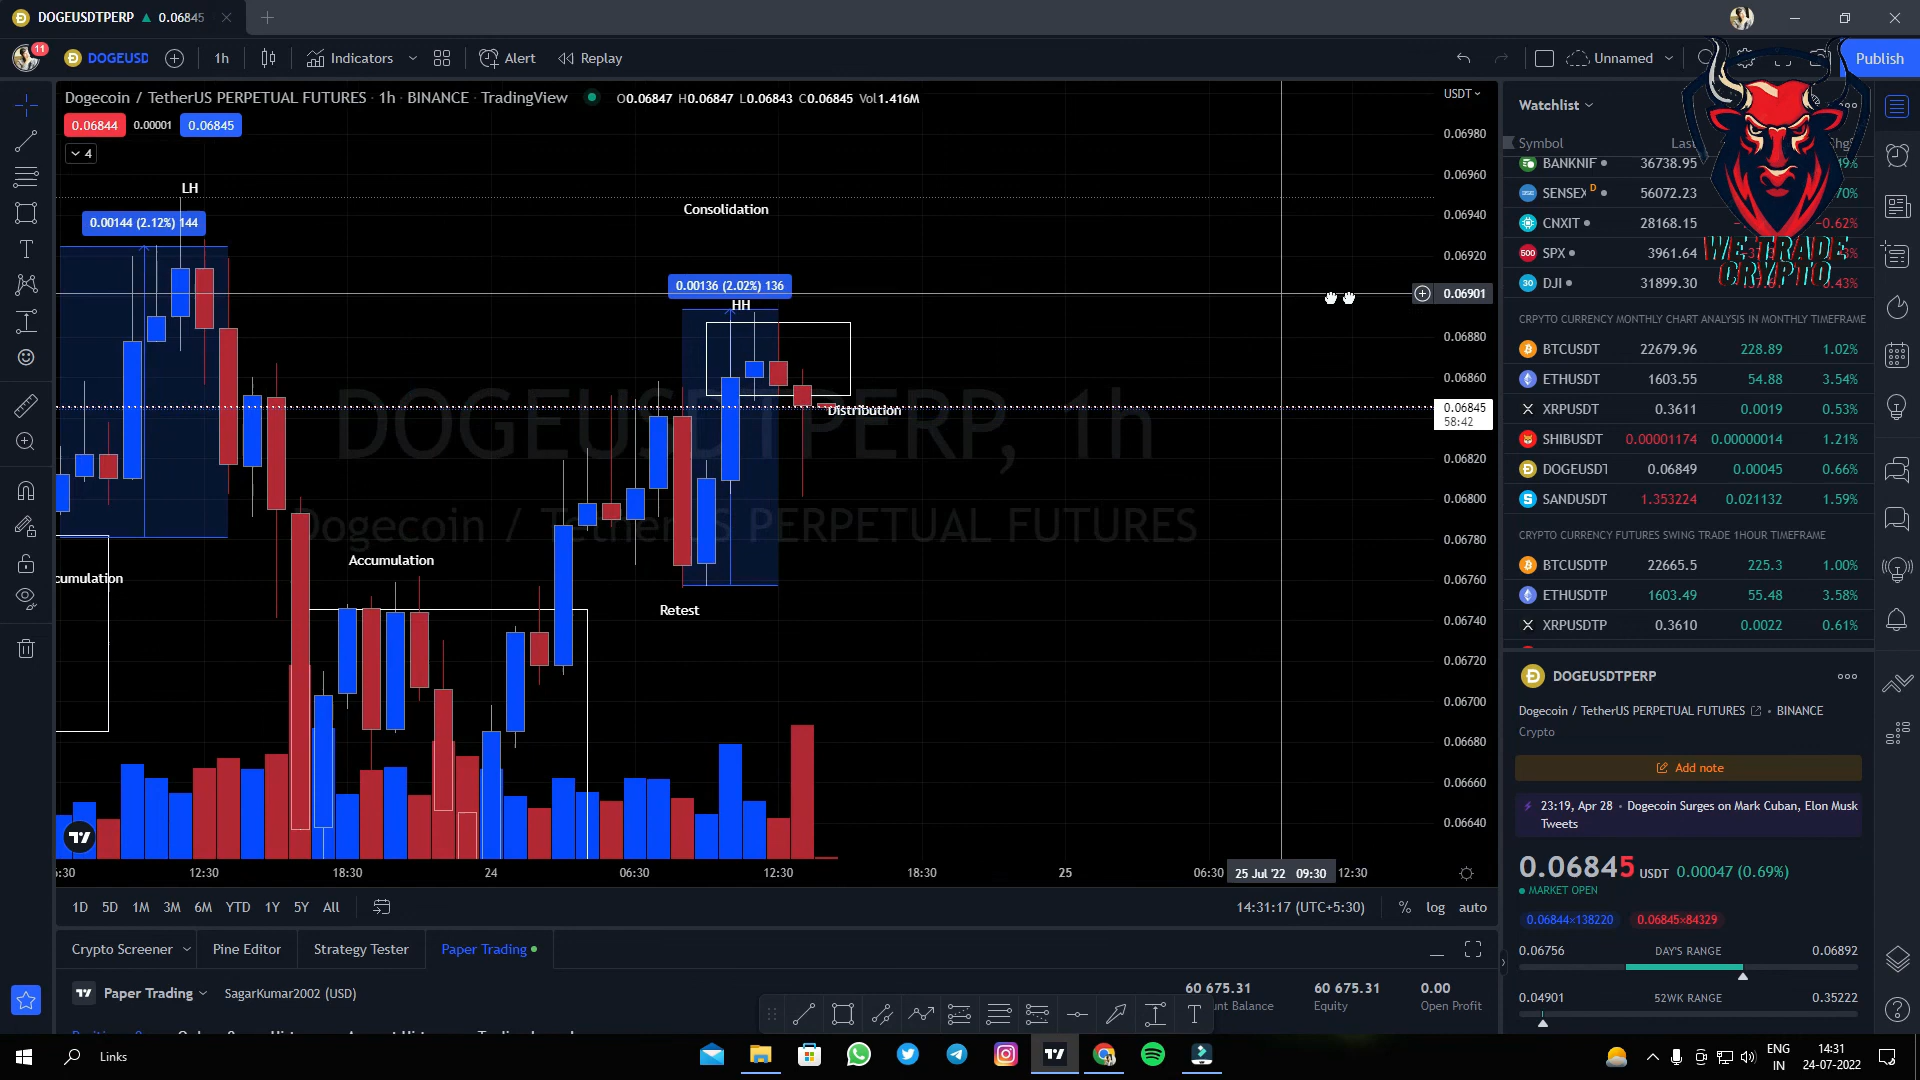 DOGEUSDTPERP ▲ 0.06845
11 DOGEUSD 1h Indicators Alert Replay Unnamed Publish
Dogecoin / TetherUS PERPETUAL FUTURES · 1h · BINANCE · TradingView O0.06847 H0.06847 L0.06843 C0.06845 Vol1.416M
0.06844 0.00001 0.06845
4
USDT
0.06980
0.06960
0.06940
0.06920
0.06901
0.06880
0.06860
0.06845
58:42
0.06820
0.06800
0.06780
0.06760
0.06740
0.06720
0.06700
0.06680
0.06660
0.06640
LH
0.00144 (2.12%) 144
Consolidation
0.00136 (2.02%) 136
HH
Distribution
DOGEUSDTPERP, 1h
Dogecoin / TetherUS PERPETUAL FUTURES
Accumulation
cumulation
Retest
12:30 18:30 24 06:30 12:30 18:30 25 06:30 25 Jul '22 09:30 12:30
1D 5D 1M 3M 6M YTD 1Y 5Y All 14:31:17 (UTC+5:30) % log auto
Crypto Screener Pine Editor Strategy Tester Paper Trading
Paper Trading SagarKumar2002 (USD)
60 675.31 60 675.31 0.00
unt Balance Equity Open Profit
Watchlist
Symbol Las
BANKNIF 36738.95
SENSEX D 56072.23
CNXIT 28168.15 -0.62%
SPX 3961.64
DJI 31899.30
WE TRADE
CRYPTO
CRPYTO CURRENCY MONTHLY CHART ANALYSIS IN MONTHLY TIMEFRAME
BTCUSDT 22679.96 228.89 1.02%
ETHUSDT 1603.55 54.88 3.54%
XRPUSDT 0.3611 0.0019 0.53%
SHIBUSDT 0.00001174 0.00000014 1.21%
DOGEUSDT 0.06849 0.00045 0.66%
SANDUSDT 1.353224 0.021132 1.59%
CRYPTO CURRENCY FUTURES SWING TRADE 1HOUR TIMEFRAME
BTCUSDTP 22665.5 225.3 1.00%
ETHUSDTP 1603.49 55.48 3.58%
XRPUSDTP 0.3610 0.0022 0.61%
DOGEUSDTPERP
Dogecoin / TetherUS PERPETUAL FUTURES • BINANCE
Crypto
Add note
23:19, Apr 28 • Dogecoin Surges on Mark Cuban, Elon Musk
Tweets
0.06845 USDT 0.00047 (0.69%)
MARKET OPEN
0.06844×138220 0.06845×84329
0.06756 DAY'S RANGE 0.06892
0.04901 52WK RANGE 0.35222
Links
ENG
IN
14:31
24-07-2022